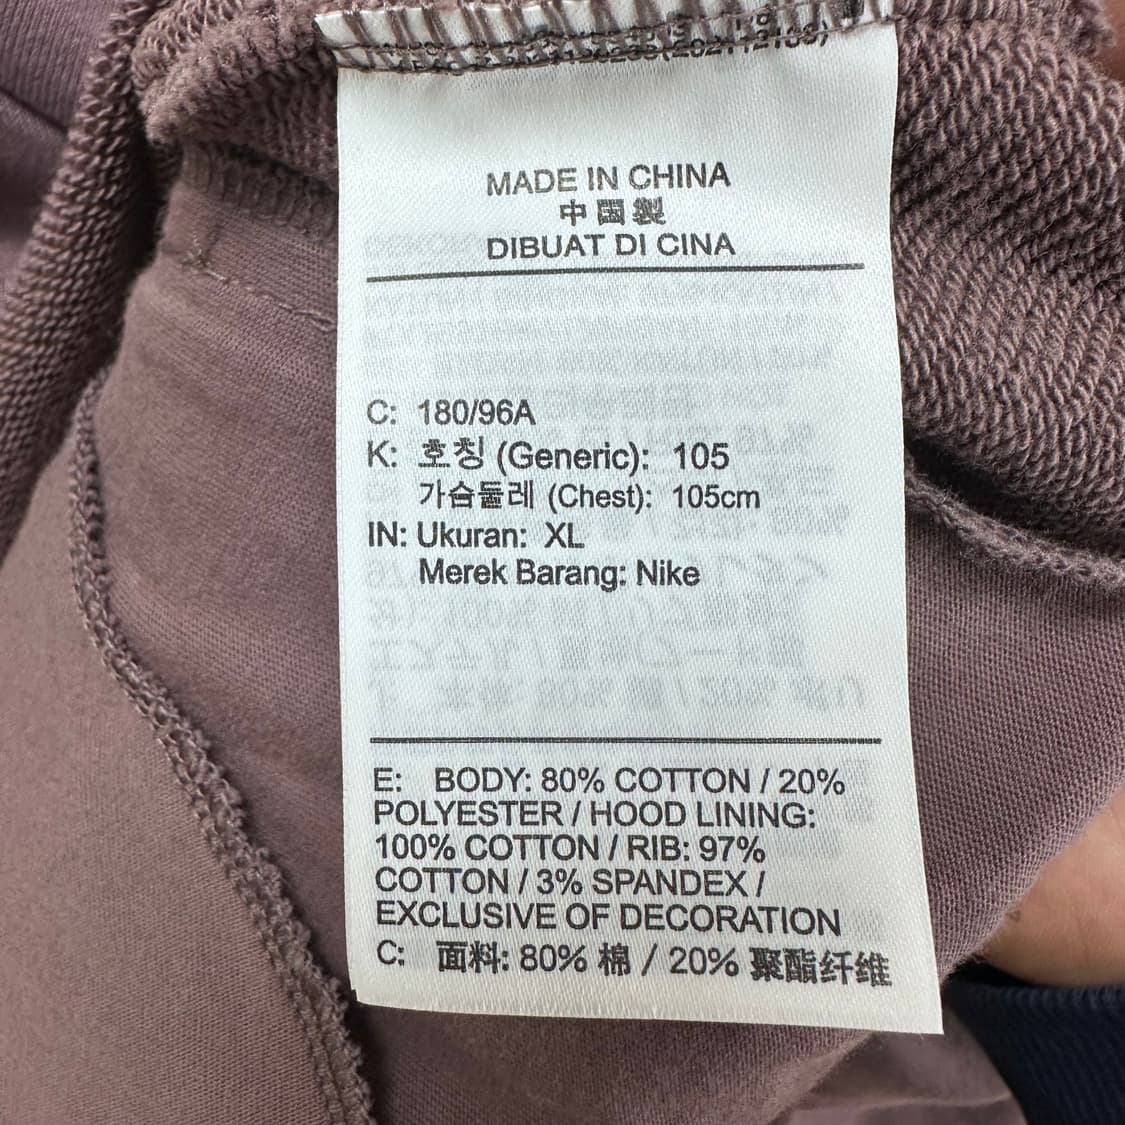 MADE IN CHINA
中国製
DIBUAT DI CINA
C: 180/96A
K: 호칭 (Generic): 105
가슴둘레 (Chest): 105cm
IN: Ukuran: XL
Merek Barang: Nike
E: BODY: 80% COTTON / 20%
POLYESTER / HOOD LINING:
100% COTTON / RIB: 97%
COTTON / 3% SPANDEX /
EXCLUSIVE OF DECORATION
C: 面料: 80% 棉 / 20% 聚酯纤维